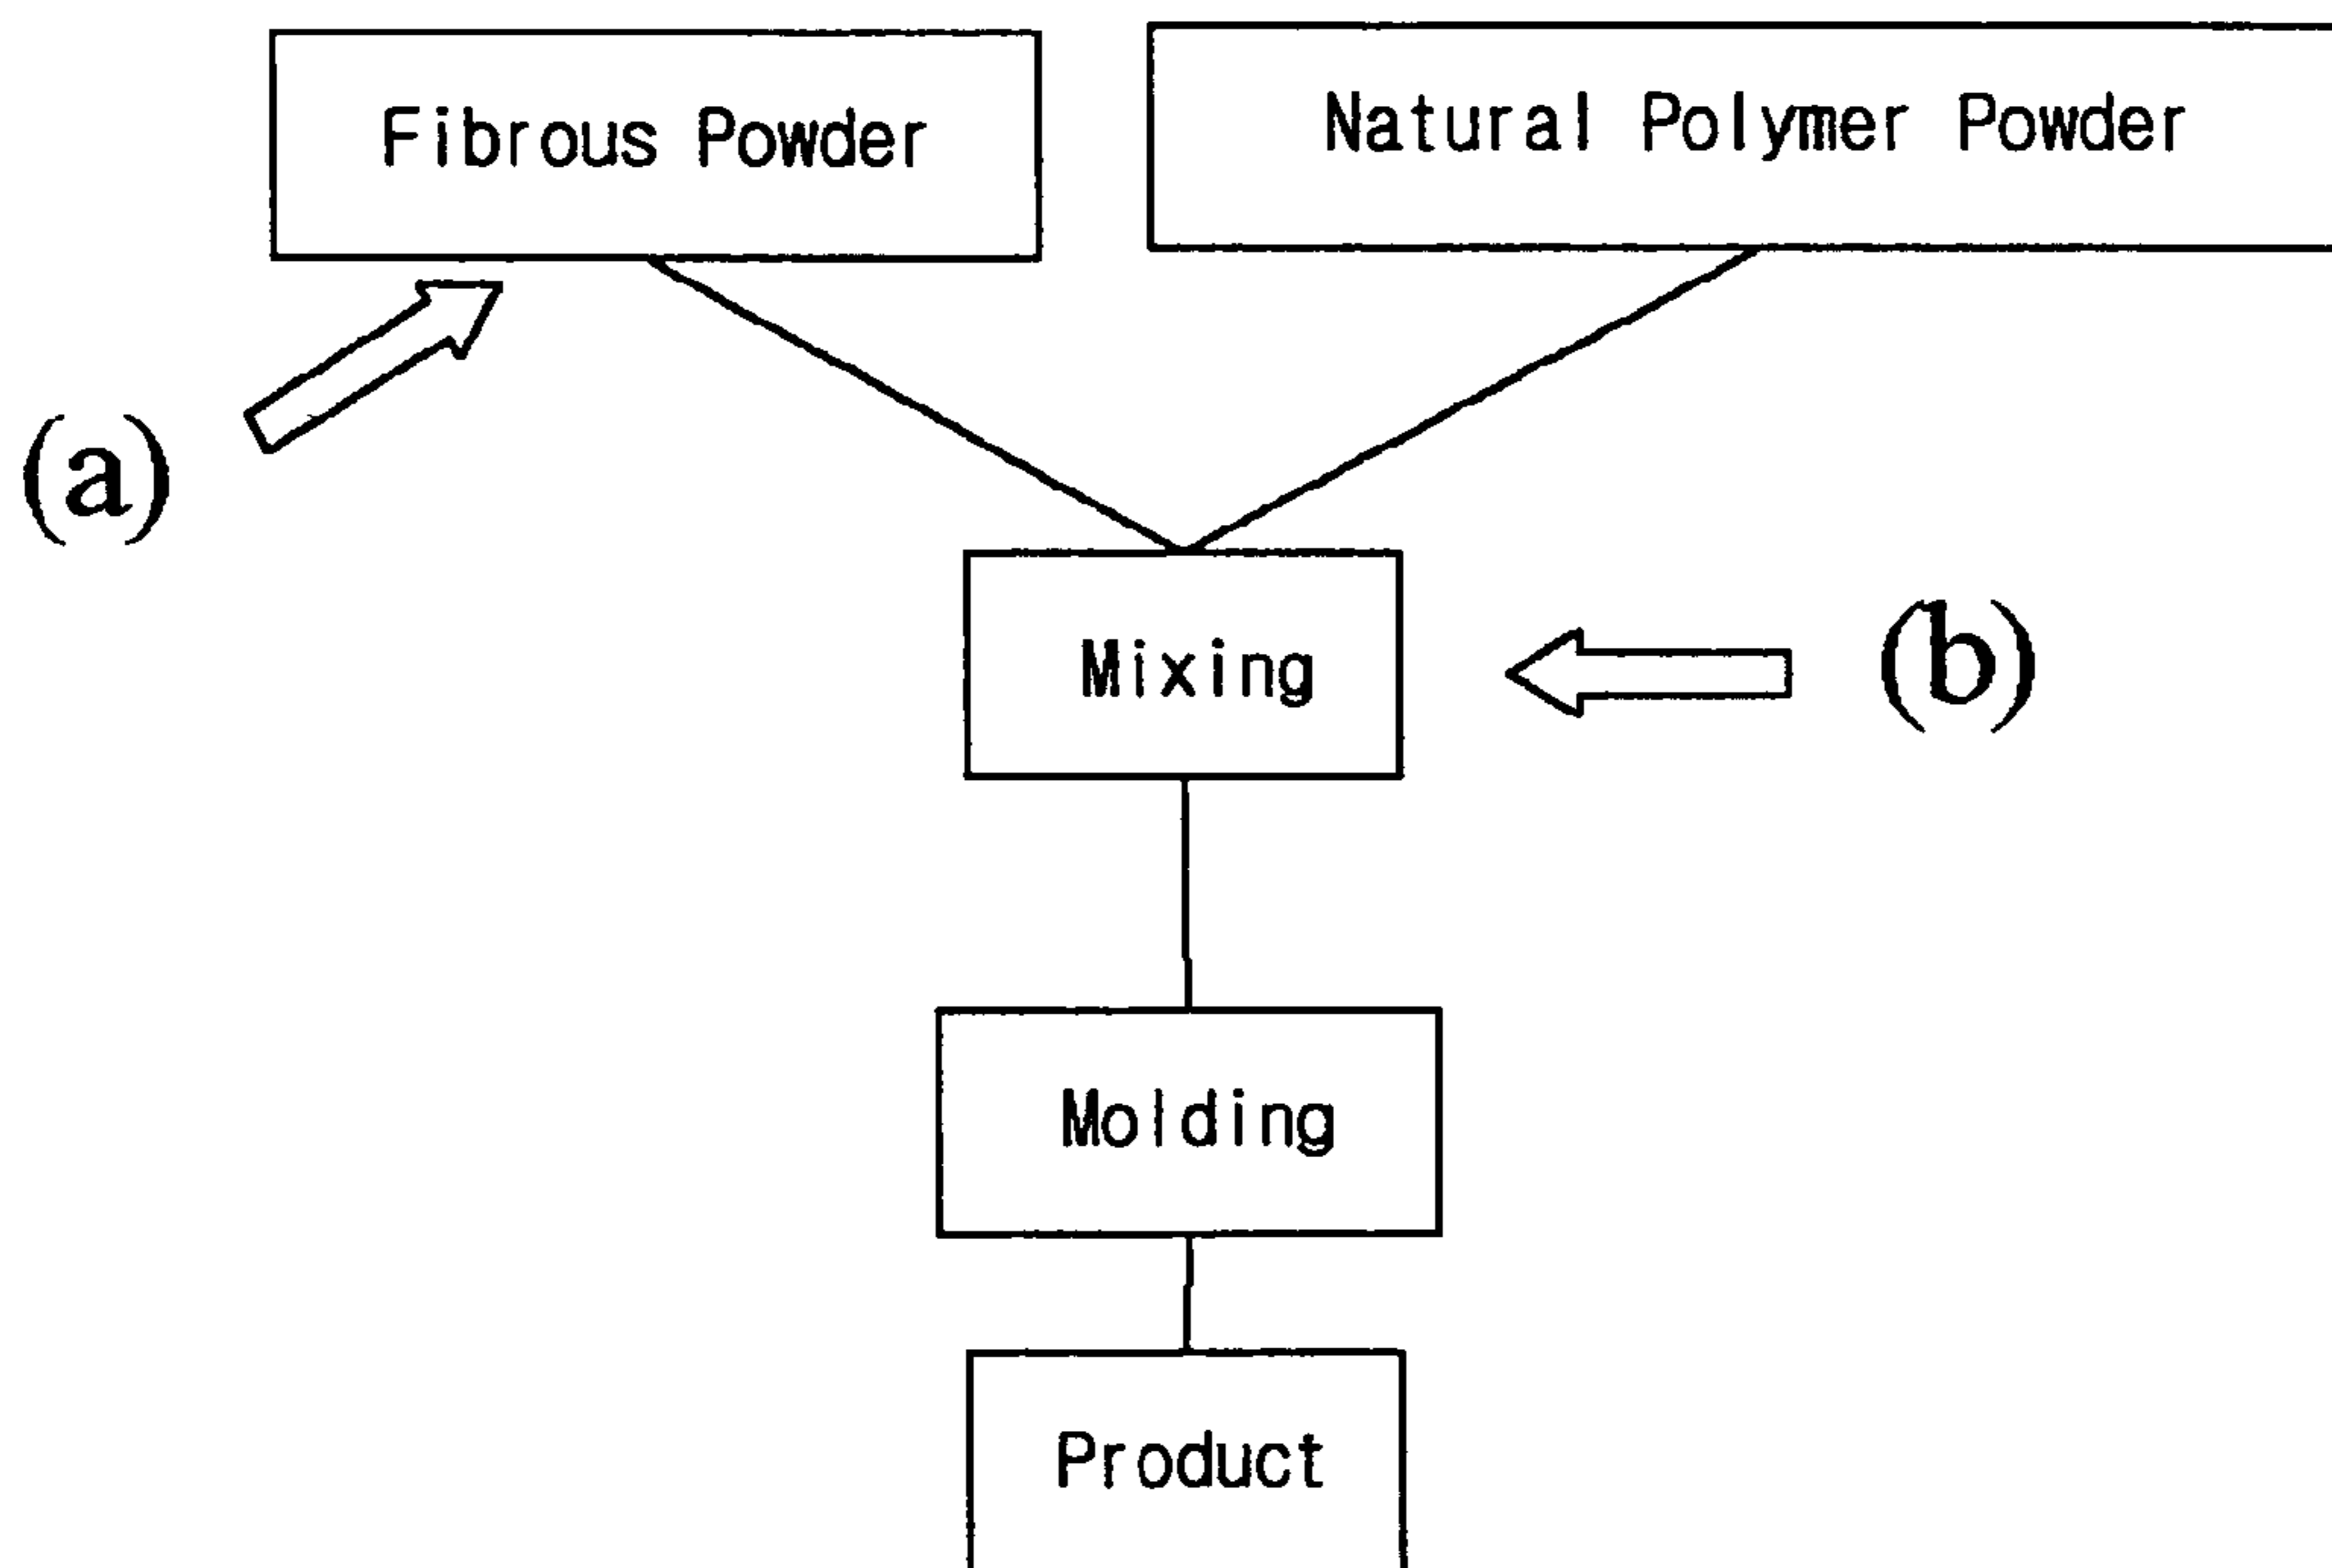 Fibrous Powder
Natural Polymer Powder
(a)
Mixing
(b)
Molding
Product